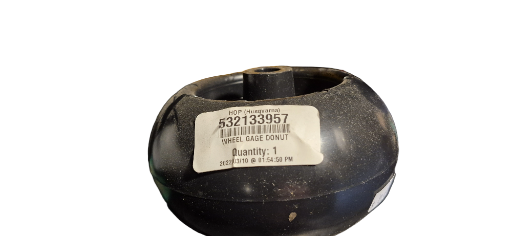 HOP (Husqvarna)
532133957
WHEEL GAGE DONUT
Quantity: 1